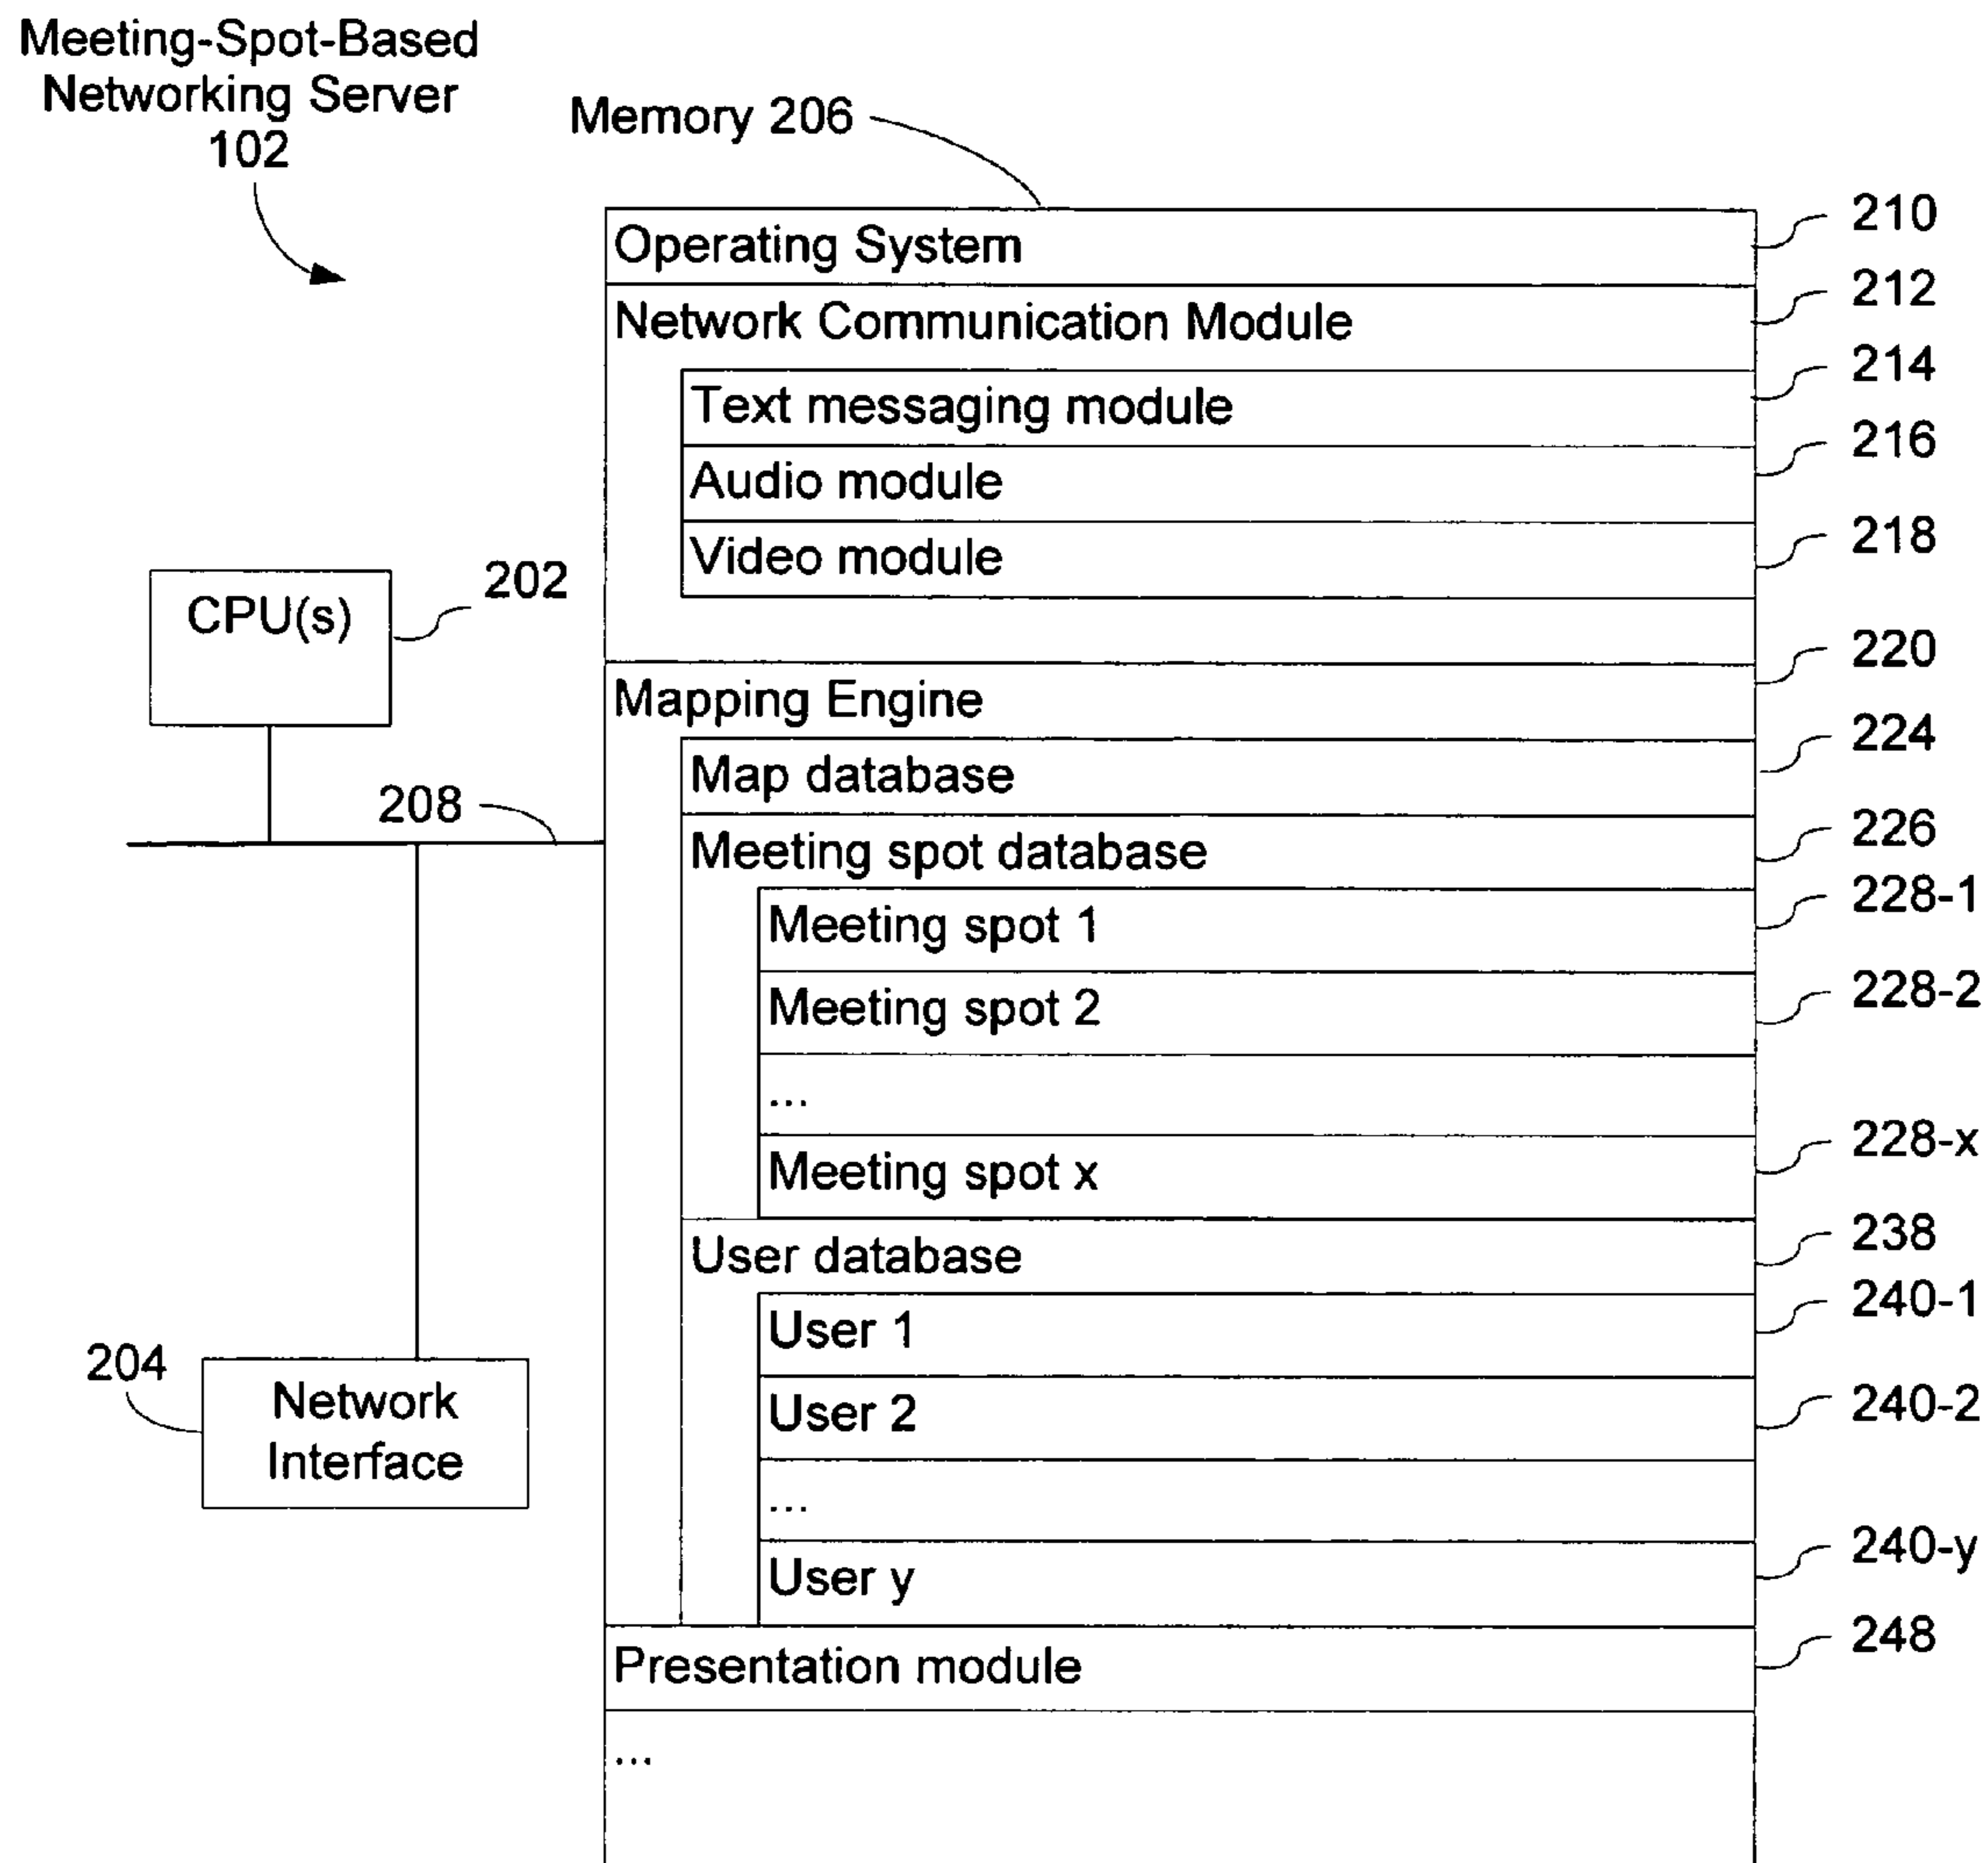 Meeting-Spot-Based
Networking Server
102
Memory 206
Operating System
210
Network Communication Module
212
Text messaging module
214
Audio module
216
Video module
218
CPU(s)
202
Mapping Engine
220
Map database
224
208
Meeting spot database
226
Meeting spot 1
228-1
Meeting spot 2
228-2
...
Meeting spot x
228-x
User database
238
User 1
240-1
204
Network
Interface
User 2
240-2
...
User y
240-y
Presentation module
248
...